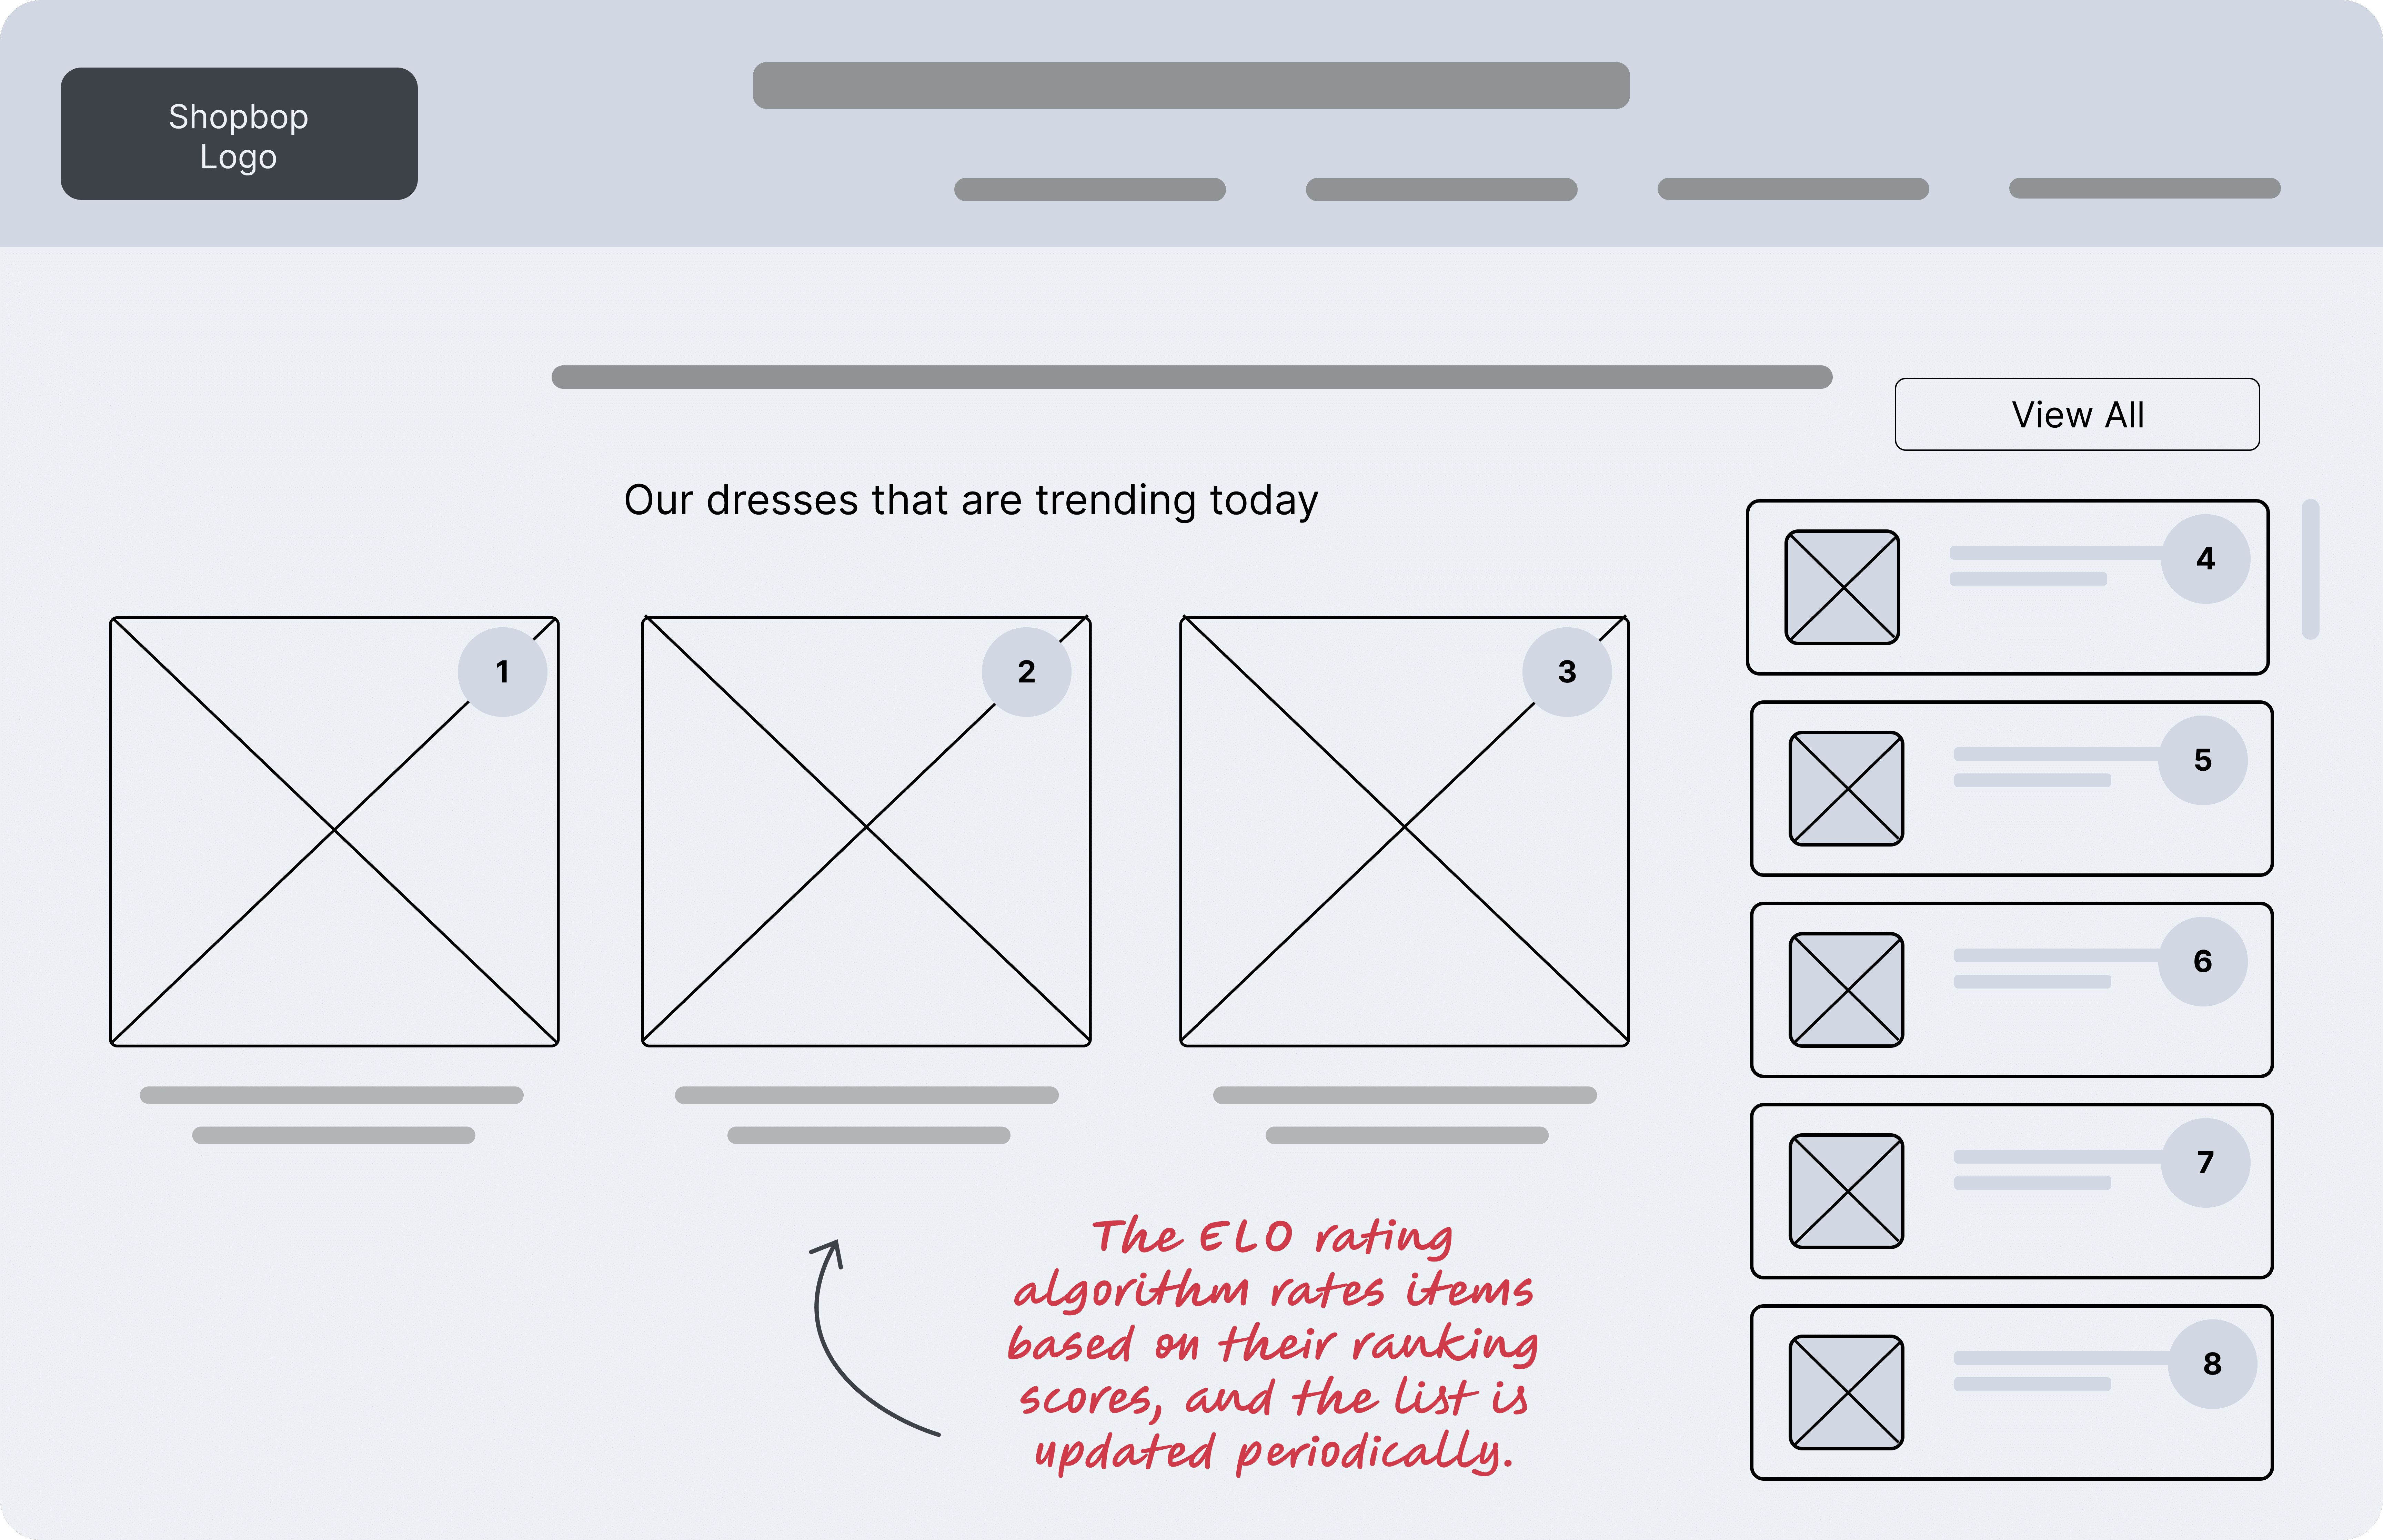 Shopbop
Logo
View All
Our dresses that are trending today
1
2
3
4
5
6
7
8
The ELO rating
algorithm rates items
based on their ranking
scores, and the list is
updated periodically.